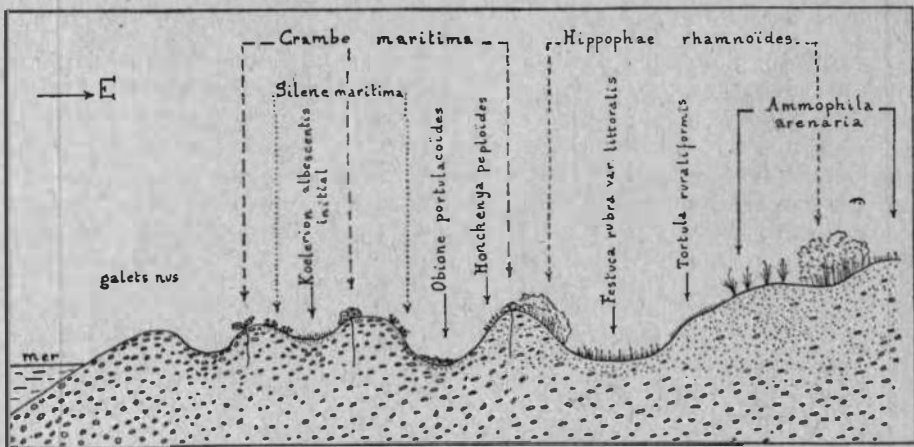 Crambe maritima
Hippophae rhamnoïdes
E
Silene maritima
Koelerion albescentis
initial
Obione portulacoïdes
Honchenya peploïdes
Festuca rubra var. littoralis
Tortula ruraliformis
Ammophila
arenaria
galets nus
mer